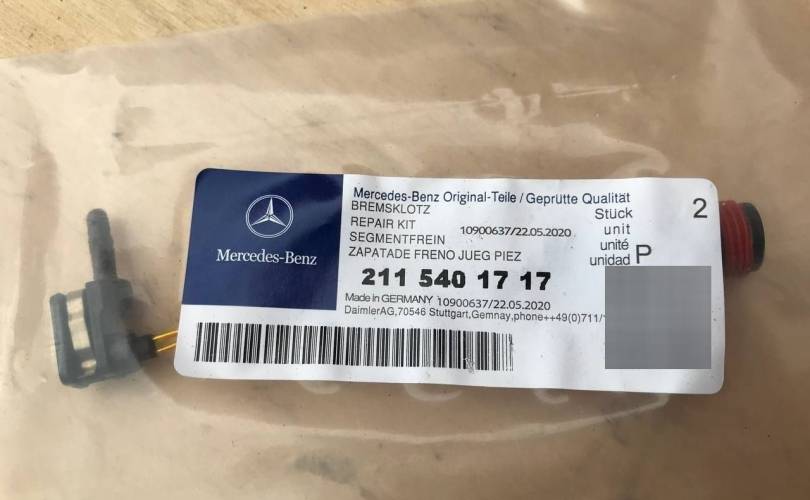 Mercedes-Benz
Mercedes-Benz Original-Teile / Geprütte Qualität
BREMSKLOTZ
REPAIR KIT 10900637/22.05.2020
SEGMENTFREIN
ZAPATADE FRENO JUEG PIEZ
Stück 2
unit
unité
unidad P
211 540 17 17
Made in GERMANY 10900637/22.05.2020
DaimlerAG,70546 Stuttgart,Gemnay,phone++49(0)711/